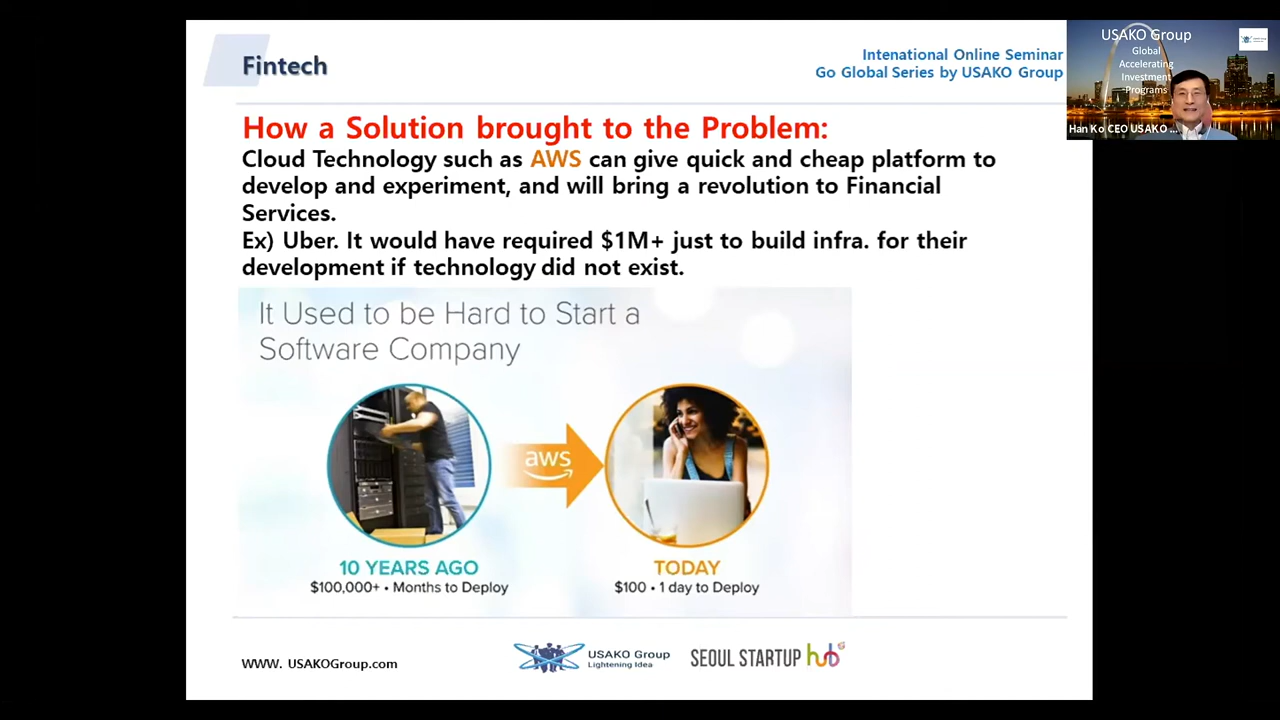 Fintech
Intenational Online Seminar
Go Global Series by USAKO Group
How a Solution brought to the Problem:
Cloud Technology such as AWS can give quick and cheap platform to
develop and experiment, and will bring a revolution to Financial
Services.
Ex) Uber. It would have required $1M+ just to build infra. for their
development if technology did not exist.
It Used to be Hard to Start a
Software Company
aws
10 YEARS AGO
$100,000+ • Months to Deploy
TODAY
$100 • 1 day to Deploy
WWW. USAKOGroup.com
USAKO Group
Lightening Idea
SEOUL STARTUP hub
USAKO Group
Global
Accelerating
Investment
Programs
Han Ko CEO USAKO ...